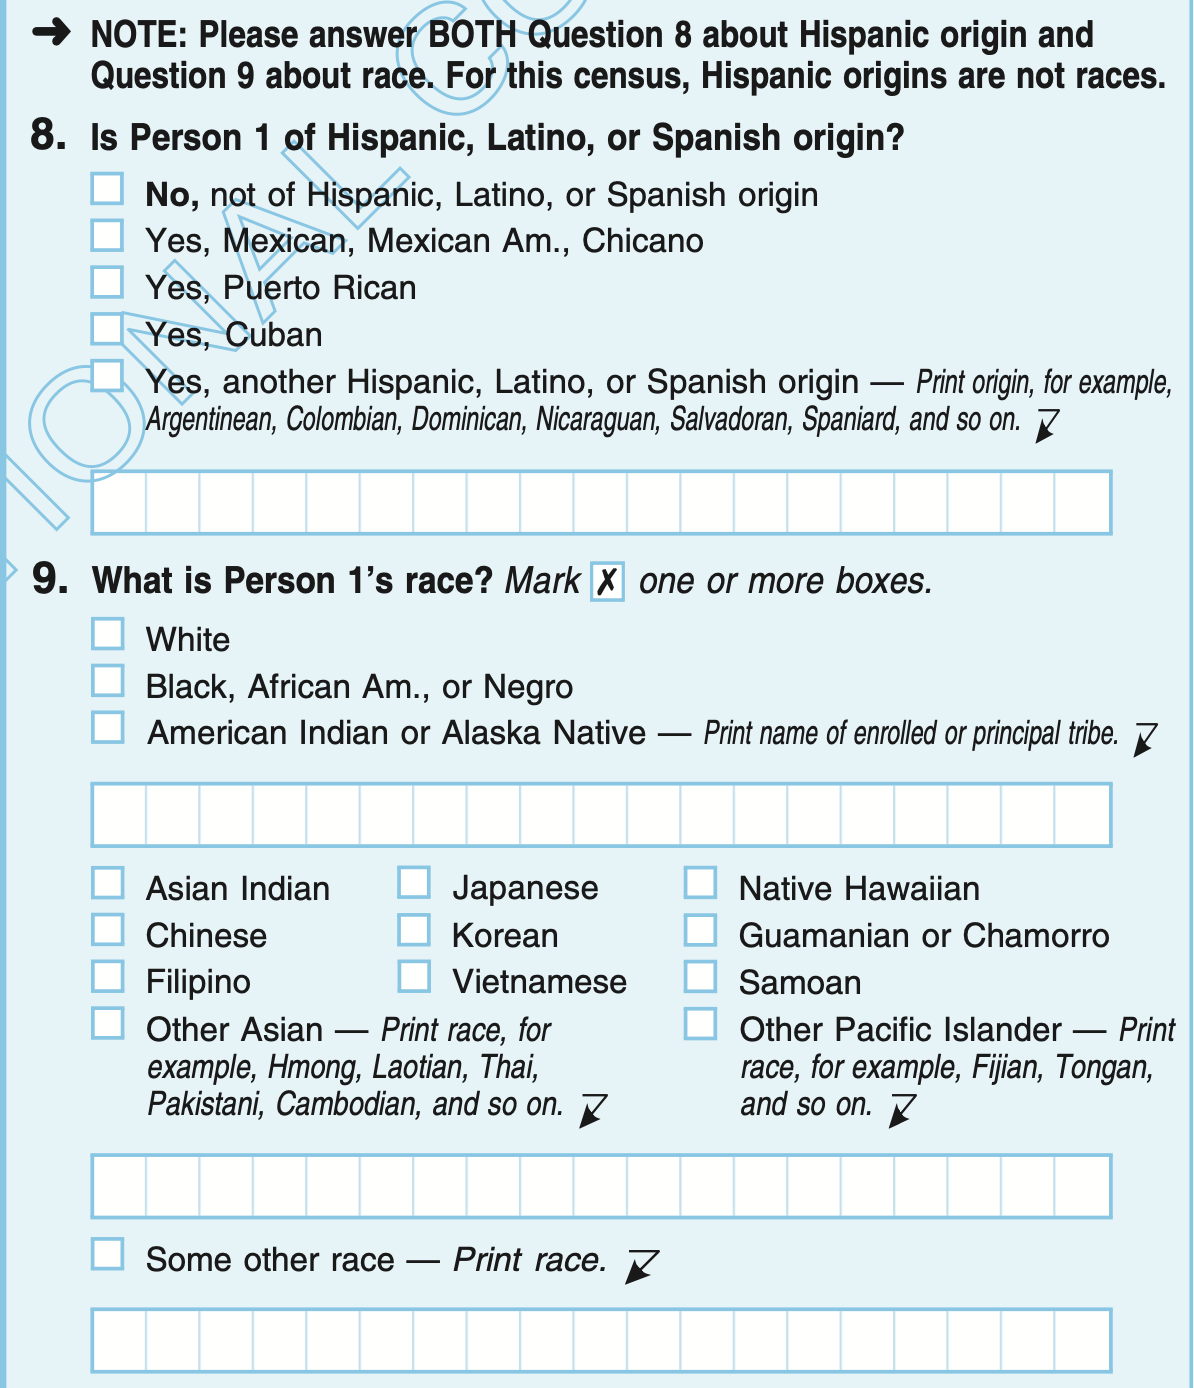 ➜ NOTE: Please answer BOTH Question 8 about Hispanic origin and
Question 9 about race. For this census, Hispanic origins are not races.
8. Is Person 1 of Hispanic, Latino, or Spanish origin?
No, not of Hispanic, Latino, or Spanish origin
Yes, Mexican, Mexican Am., Chicano
Yes, Puerto Rican
Yes, Cuban
Yes, another Hispanic, Latino, or Spanish origin — Print origin, for example,
Argentinean, Colombian, Dominican, Nicaraguan, Salvadoran, Spaniard, and so on.
9. What is Person 1’s race? Mark ✗ one or more boxes.
White
Black, African Am., or Negro
American Indian or Alaska Native — Print name of enrolled or principal tribe.
Asian Indian
Japanese
Native Hawaiian
Chinese
Korean
Guamanian or Chamorro
Filipino
Vietnamese
Samoan
Other Asian — Print race, for
example, Hmong, Laotian, Thai,
Pakistani, Cambodian, and so on.
Other Pacific Islander — Print
race, for example, Fijian, Tongan,
and so on.
Some other race — Print race.
IONAL CO